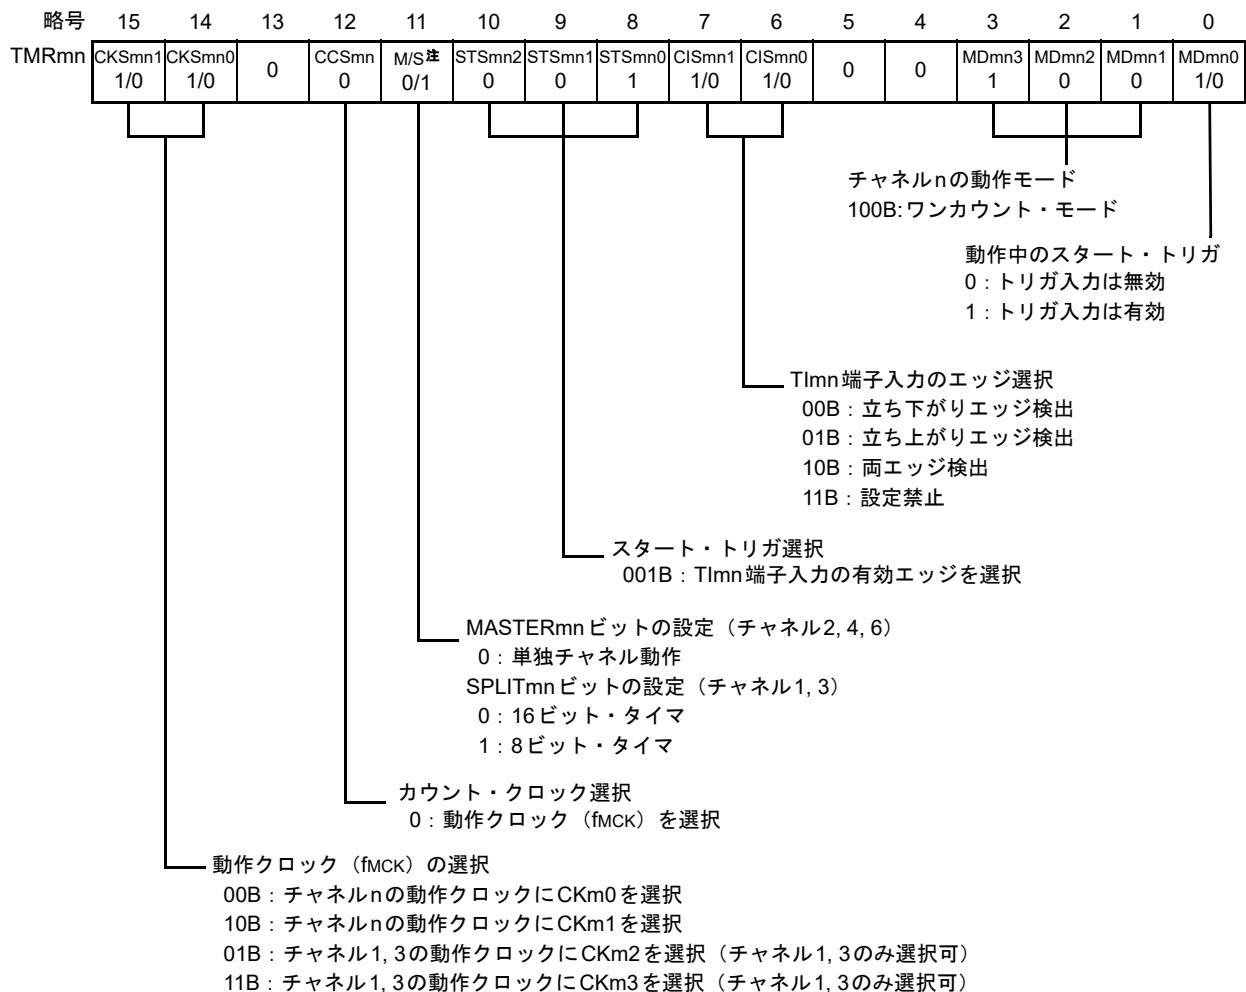 略号 15 14 13 12 11 10 9 8 7 6 5 4 3 2 1 0
TMRmn CKSmn1 CKSmn0 CCSmn M/S注 STSmn2 STSmn1 STSmn0 CISmn1 CISmn0 MDmn3 MDmn2 MDmn1 MDmn0
1/0 1/0 0 0 0/1 0 0 1 1/0 1/0 0 0 1 0 0 1/0
チャネルnの動作モード
100B:ワンカウント・モード
動作中のスタート・トリガ
0:トリガ入力は無効
1:トリガ入力は有効
TImn端子入力のエッジ選択
00B:立ち下がりエッジ検出
01B:立ち上がりエッジ検出
10B:両エッジ検出
11B:設定禁止
スタート・トリガ選択
001B:TImn端子入力の有効エッジを選択
MASTERmnビットの設定(チャネル2, 4, 6)
0:単独チャネル動作
SPLITmnビットの設定(チャネル1, 3)
0:16ビット・タイマ
1:8ビット・タイマ
カウント・クロック選択
0:動作クロック(fMCK)を選択
動作クロック(fMCK)の選択
00B:チャネルnの動作クロックにCKm0を選択
10B:チャネルnの動作クロックにCKm1を選択
01B:チャネル1, 3の動作クロックにCKm2を選択(チャネル1, 3のみ選択可)
11B:チャネル1, 3の動作クロックにCKm3を選択(チャネル1, 3のみ選択可)